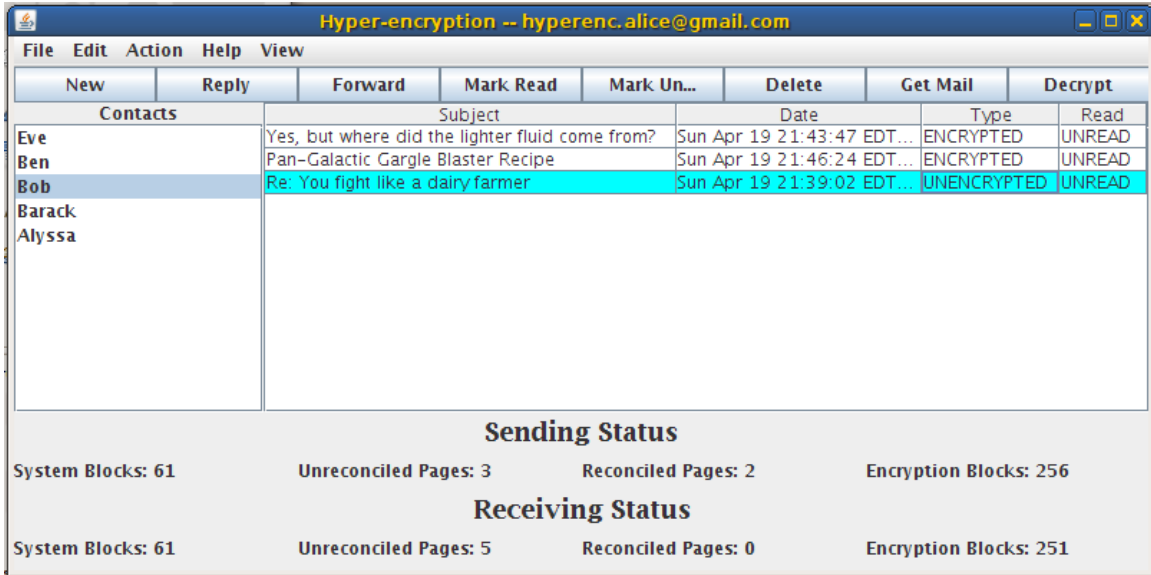 Hyper-encryption -- hyperenc.alice@gmail.com
File Edit Action Help View
New Reply Forward Mark Read Mark Un... Delete Get Mail Decrypt
Contacts Subject Date Type Read
Eve Yes, but where did the lighter fluid come from? Sun Apr 19 21:43:47 EDT... ENCRYPTED UNREAD
Ben Pan-Galactic Gargle Blaster Recipe Sun Apr 19 21:46:24 EDT... ENCRYPTED UNREAD
Bob Re: You fight like a dairy farmer Sun Apr 19 21:39:02 EDT... UNENCRYPTED UNREAD
Barack
Alyssa
Sending Status
System Blocks: 61 Unreconciled Pages: 3 Reconciled Pages: 2 Encryption Blocks: 256
Receiving Status
System Blocks: 61 Unreconciled Pages: 5 Reconciled Pages: 0 Encryption Blocks: 251